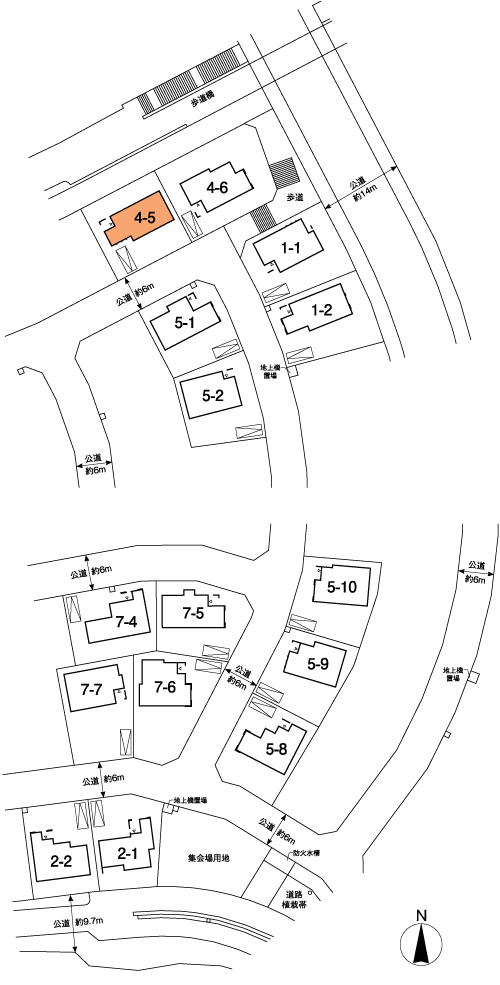 歩道橋
4-6
4-5
歩道
公道
約14m
1-1
公道 約6m
1-2
5-1
地上機
置場
5-2
公道
約6m
公道 約6m
公道
約6m
5-10
7-5
7-4
5-9
公道
約6m
地上機
置場
7-7
7-6
5-8
公道 約6m
地上機置場
公道
約6m
2-2
2-1
集会場用地
防火水槽
道路
植栽帯
公道 約9.7m
N